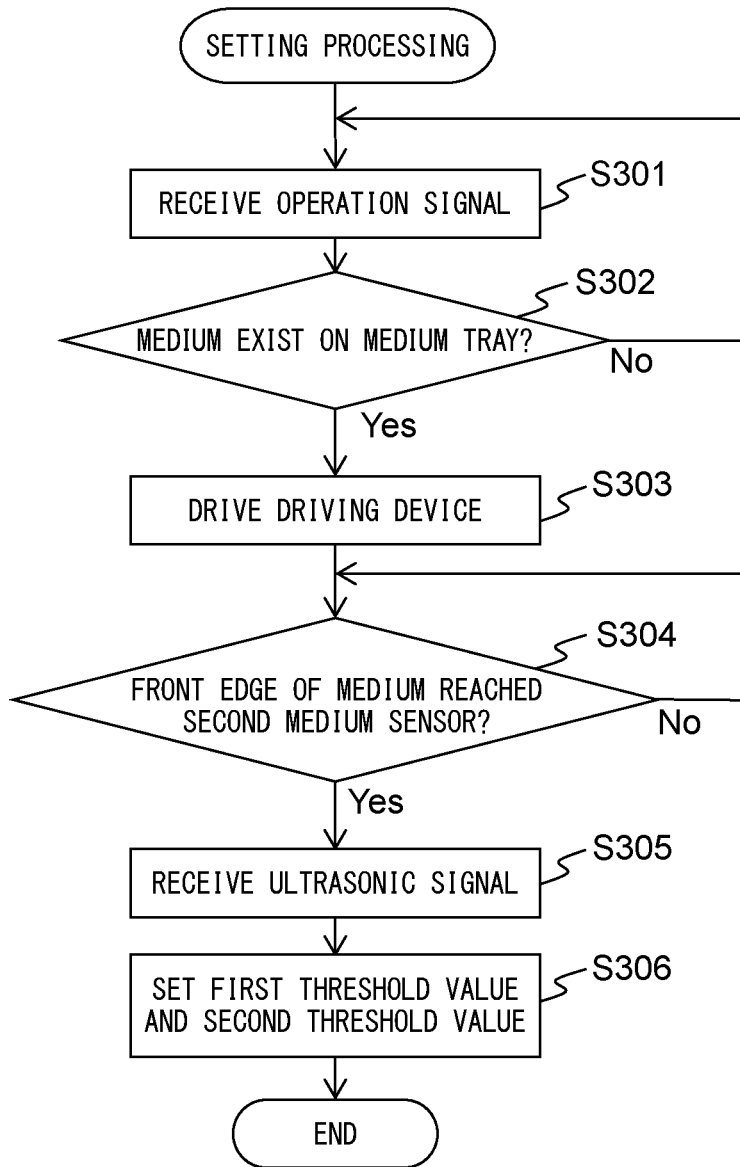 SETTING PROCESSING
RECEIVE OPERATION SIGNAL
S301
MEDIUM EXIST ON MEDIUM TRAY?
S302
No
Yes
DRIVE DRIVING DEVICE
S303
FRONT EDGE OF MEDIUM REACHED
SECOND MEDIUM SENSOR?
S304
No
Yes
RECEIVE ULTRASONIC SIGNAL
S305
SET FIRST THRESHOLD VALUE
AND SECOND THRESHOLD VALUE
S306
END